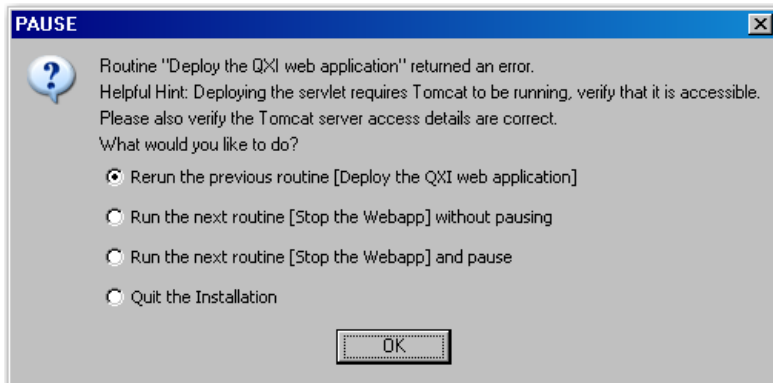 PAUSE
Routine "Deploy the QXI web application" returned an error.
Helpful Hint: Deploying the servlet requires Tomcat to be running, verify that it is accessible.
Please also verify the Tomcat server access details are correct.
What would you like to do?
Rerun the previous routine [Deploy the QXI web application]
Run the next routine [Stop the Webapp] without pausing
Run the next routine [Stop the Webapp] and pause
Quit the Installation
OK